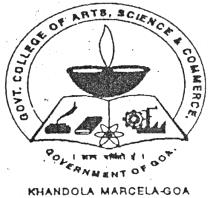 GOVT. COLLEGE OF ARTS, SCIENCE & COMMERCE,
GOVERNMENT OF GOA.
KHANDOLA MARCELA-GOA